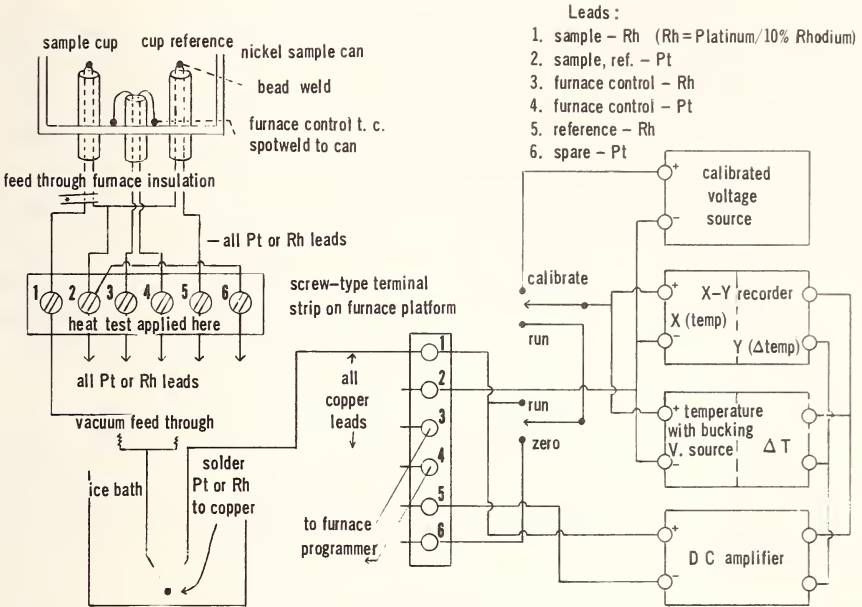 Leads :
1. sample – Rh (Rh = Platinum/10% Rhodium)
2. sample, ref. – Pt
3. furnace control – Rh
4. furnace control – Pt
5. reference – Rh
6. spare – Pt
sample cup
cup reference
nickel sample can
bead weld
furnace control t. c.
spotweld to can
feed through furnace insulation
all Pt or Rh leads
1 2 3 4 5 6
heat test applied here
screw–type terminal
strip on furnace platform
all Pt or Rh leads
vacuum feed through
ice bath
solder
Pt or Rh
to copper
all
copper
leads
1
2
3
4
5
6
to furnace
programmer
calibrate
run
run
zero
+ calibrated
voltage
– source
+ X–Y recorder
X (temp)
– Y (Δtemp)
+ temperature
with bucking
V. source
– ΔT
+
DC amplifier
–